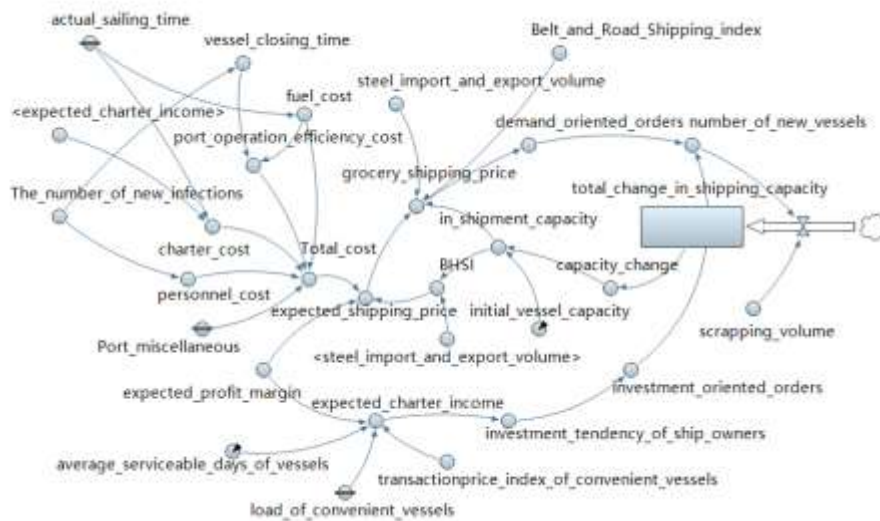 actual_sailing_time
Belt_and_Road_Shipping_index
vessel_closing_time
steel_import_and_export_volume
fuel_cost
<expected_charter_income>
demand_oriented_orders number_of_new_vessels
port_operation_efficiency_cost
grocery_shipping_price
The_number_of_new_infections
total_change_in_shipping_capacity
in_shipment_capacity
charter_cost
Total_cost
BHSI
capacity_change
personnel_cost
expected_shipping_price
initial_vessel_capacity
scrapping_volume
Port_miscellaneous
<steel_import_and_export_volume>
expected_profit_margin
investment_oriented_orders
expected_charter_income
investment_tendency_of_ship_owners
average_serviceable_days_of_vessels
transactionprice_index_of_convenient_vessels
load_of_convenient_vessels